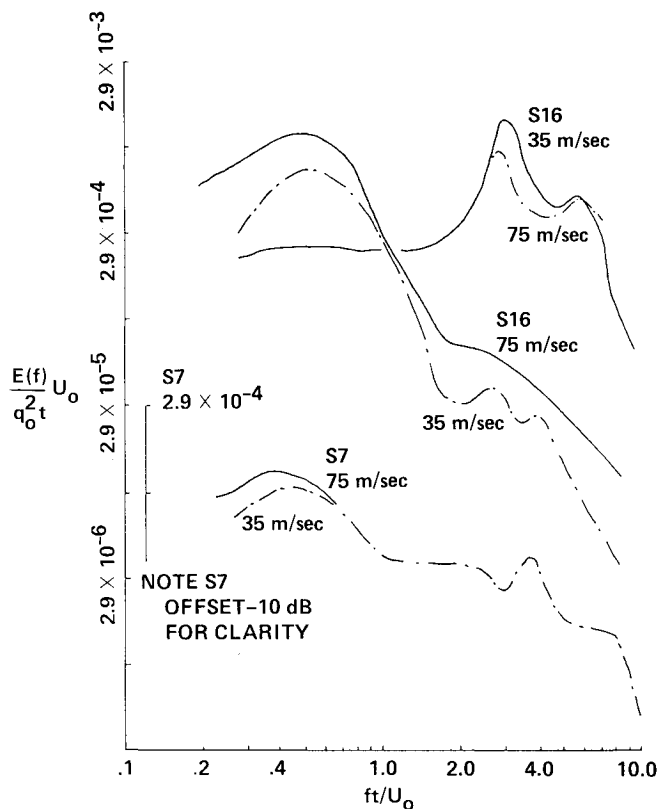 2.9 × 10⁻³
2.9 × 10⁻⁴
2.9 × 10⁻⁵
2.9 × 10⁻⁶
E(f)
q₀²t
U₀
S16
35 m/sec
75 m/sec
S16
75 m/sec
35 m/sec
S7
2.9 × 10⁻⁴
S7
75 m/sec
35 m/sec
NOTE S7
OFFSET–10 dB
FOR CLARITY
.1 .2 .4 1.0 2.0 4.0 10.0
ft/U₀